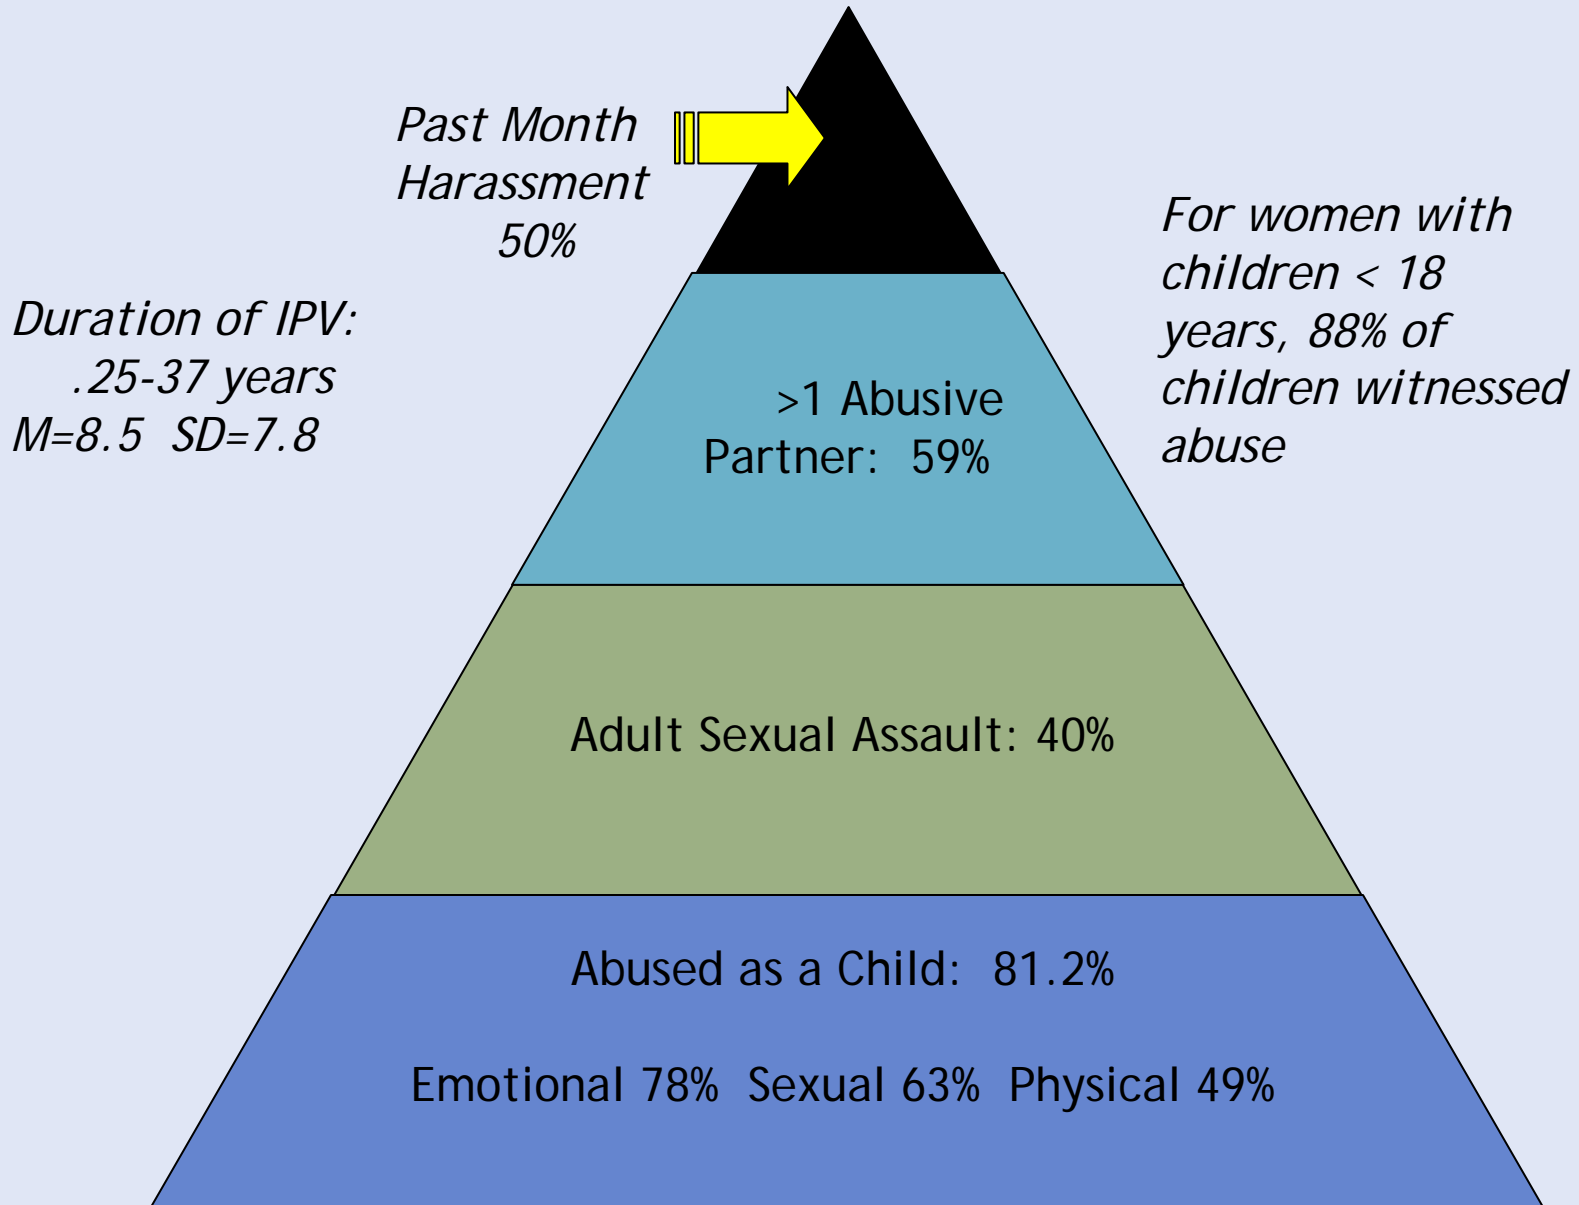 Past Month
Harassment
50%
Duration of IPV:
.25-37 years
M=8.5 SD=7.8
For women with
children < 18
years, 88% of
children witnessed
abuse
>1 Abusive
Partner: 59%
Adult Sexual Assault: 40%
Abused as a Child: 81.2%
Emotional 78% Sexual 63% Physical 49%